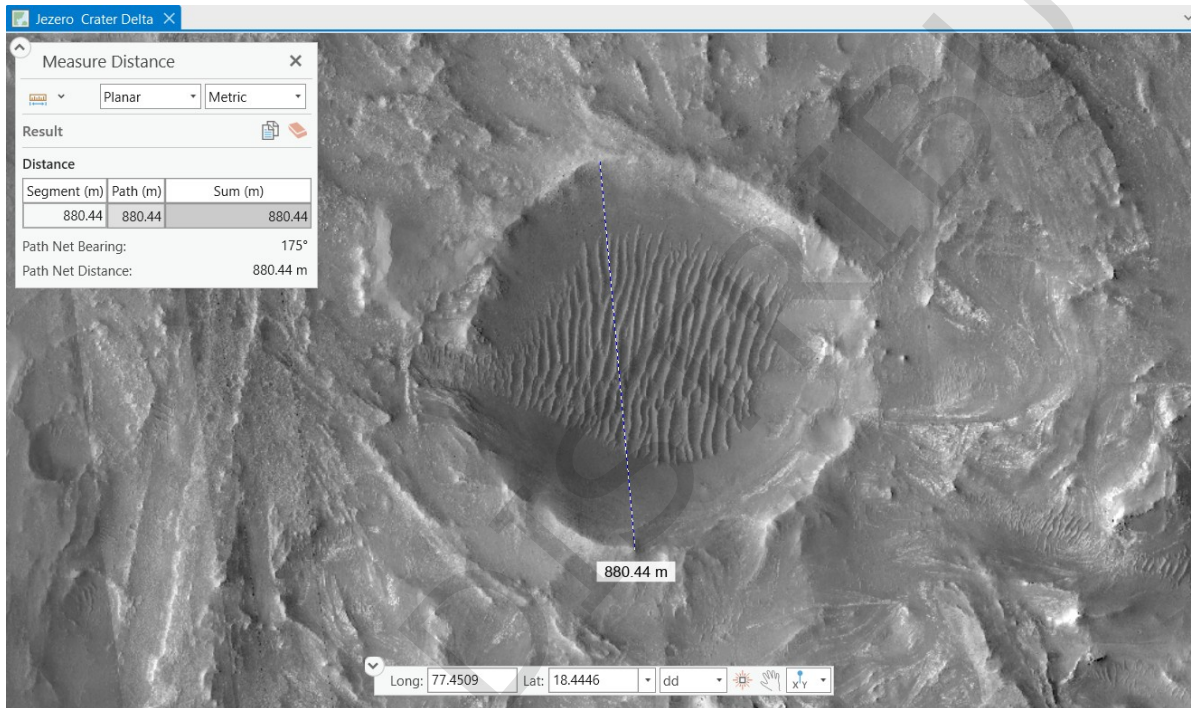 Jezero Crater Delta
Measure Distance
Planar Metric
Result
Distance
Segment (m) Path (m) Sum (m)
880.44 880.44 880.44
Path Net Bearing: 175°
Path Net Distance: 880.44 m
880.44 m
Long: 77.4509 Lat: 18.4446 dd
XY